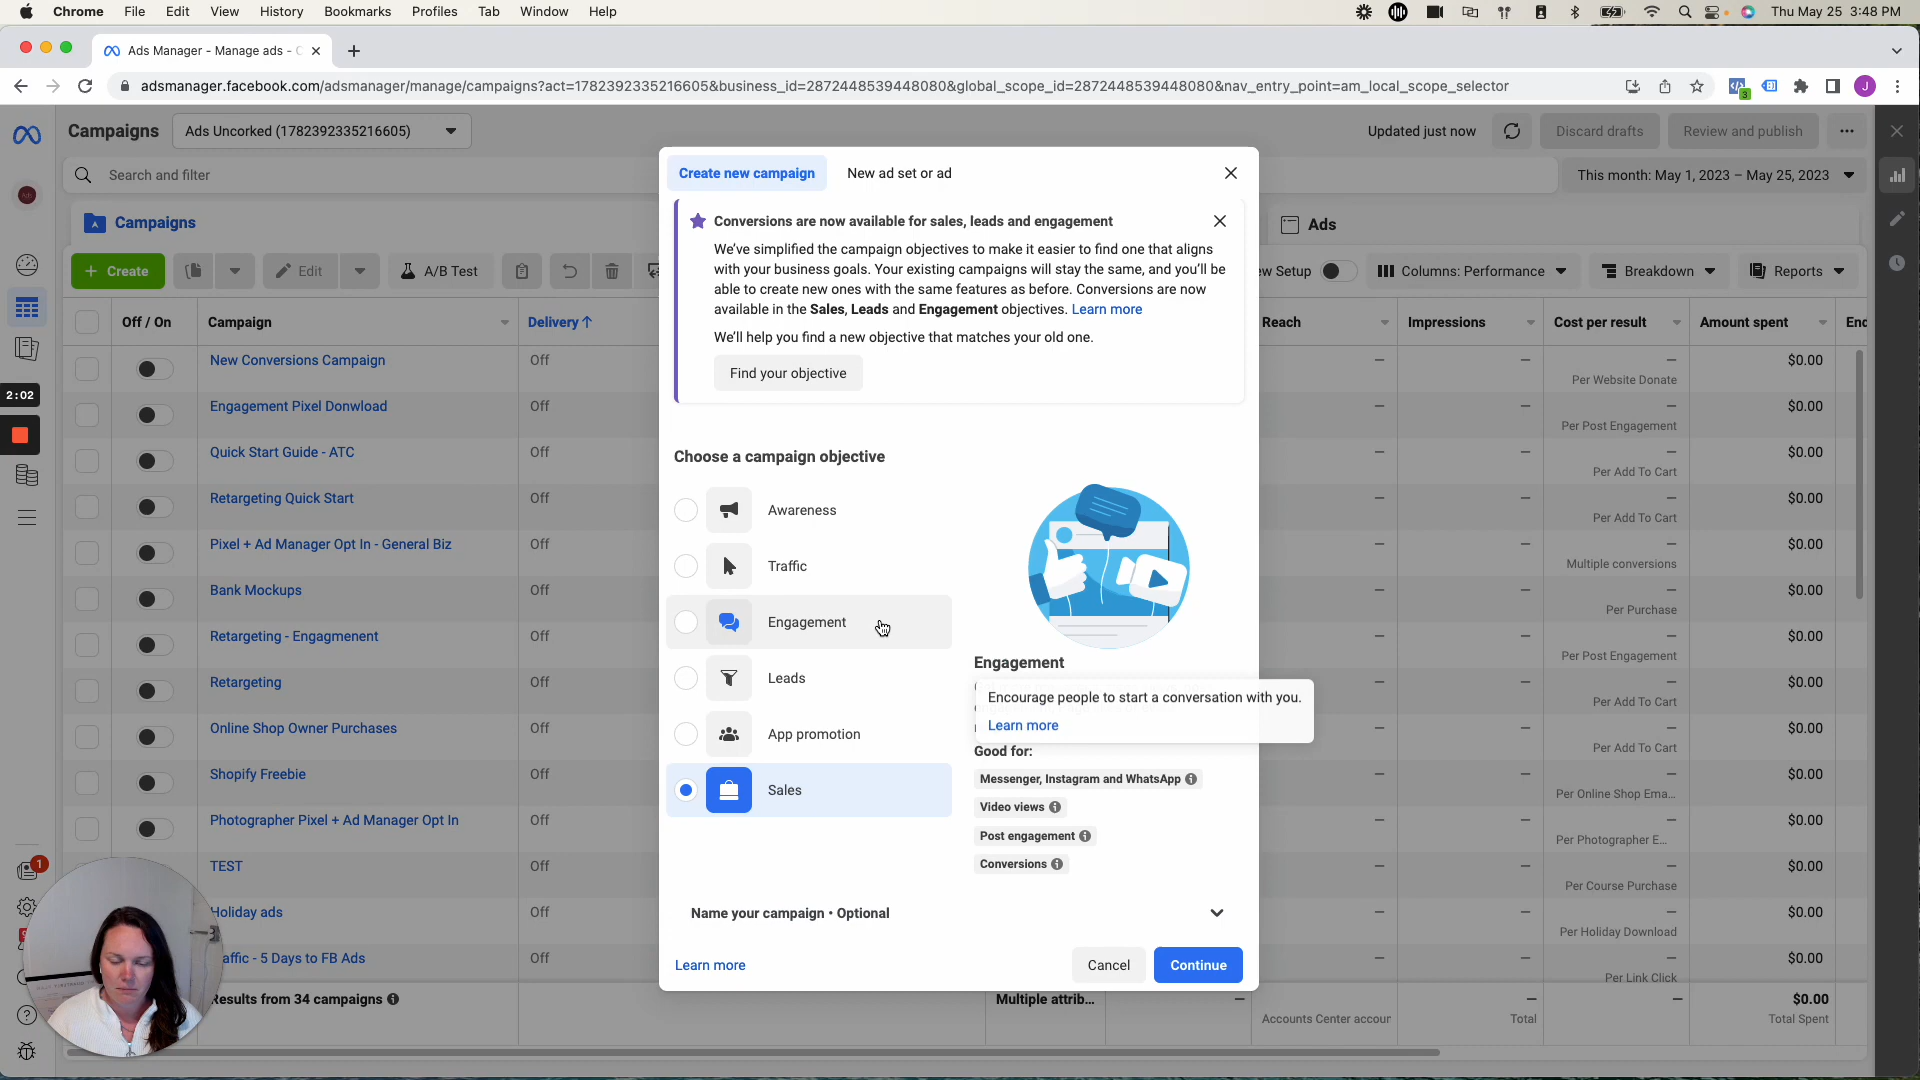 Chrome File Edit View History Bookmarks Profiles Tab Window Help
Thu May 25 3:48 PM
Ads Manager - Manage ads -
adsmanager.facebook.com/adsmanager/manage/campaigns?act=1782392335216605&business_id=2872448539448080&global_scope_id=2872448539448080&nav_entry_point=am_local_scope_selector
3
J
Campaigns
Ads Uncorked (1782392335216605)
Updated just now
Discard drafts
Review and publish
Search and filter
This month: May 1, 2023 – May 25, 2023
Campaigns
Ads
+ Create
Edit
A/B Test
ew Setup
Columns: Performance
Breakdown
Reports
Off / On
Campaign
Delivery ↑
Reach
Impressions
Cost per result
Amount spent
End
New Conversions Campaign Off — — — $0.00
Per Website Donate
Engagement Pixel Donwload Off — — — $0.00
Per Post Engagement
Quick Start Guide - ATC Off — — — $0.00
Per Add To Cart
Retargeting Quick Start Off — — — $0.00
Per Add To Cart
Pixel + Ad Manager Opt In - General Biz Off — — — $0.00
Multiple conversions
Bank Mockups Off — — — $0.00
Per Purchase
Retargeting - Engagmenent Off — — — $0.00
Per Post Engagement
Retargeting Off — — — $0.00
Per Add To Cart
Online Shop Owner Purchases Off — — — $0.00
Per Add To Cart
Shopify Freebie Off — — — $0.00
Per Online Shop Ema...
Photographer Pixel + Ad Manager Opt In Off — — — $0.00
Per Photographer E...
TEST Off — — — $0.00
Per Course Purchase
Holiday ads Off — — — $0.00
Per Holiday Download
affic - 5 Days to FB Ads Off — — — $0.00
Per Link Click
Results from 34 campaigns
Multiple attrib...
— — — $0.00
Accounts Center accour
Total
Total Spent
2:02
1
Create new campaign
New ad set or ad
Conversions are now available for sales, leads and engagement
We've simplified the campaign objectives to make it easier to find one that aligns
with your business goals. Your existing campaigns will stay the same, and you'll be
able to create new ones with the same features as before. Conversions are now
available in the Sales, Leads and Engagement objectives. Learn more
We'll help you find a new objective that matches your old one.
Find your objective
Choose a campaign objective
Awareness
Traffic
Engagement
Leads
App promotion
Sales
Engagement
Encourage people to start a conversation with you.
Learn more
Good for:
Messenger, Instagram and WhatsApp
Video views
Post engagement
Conversions
Name your campaign • Optional
Learn more
Cancel
Continue